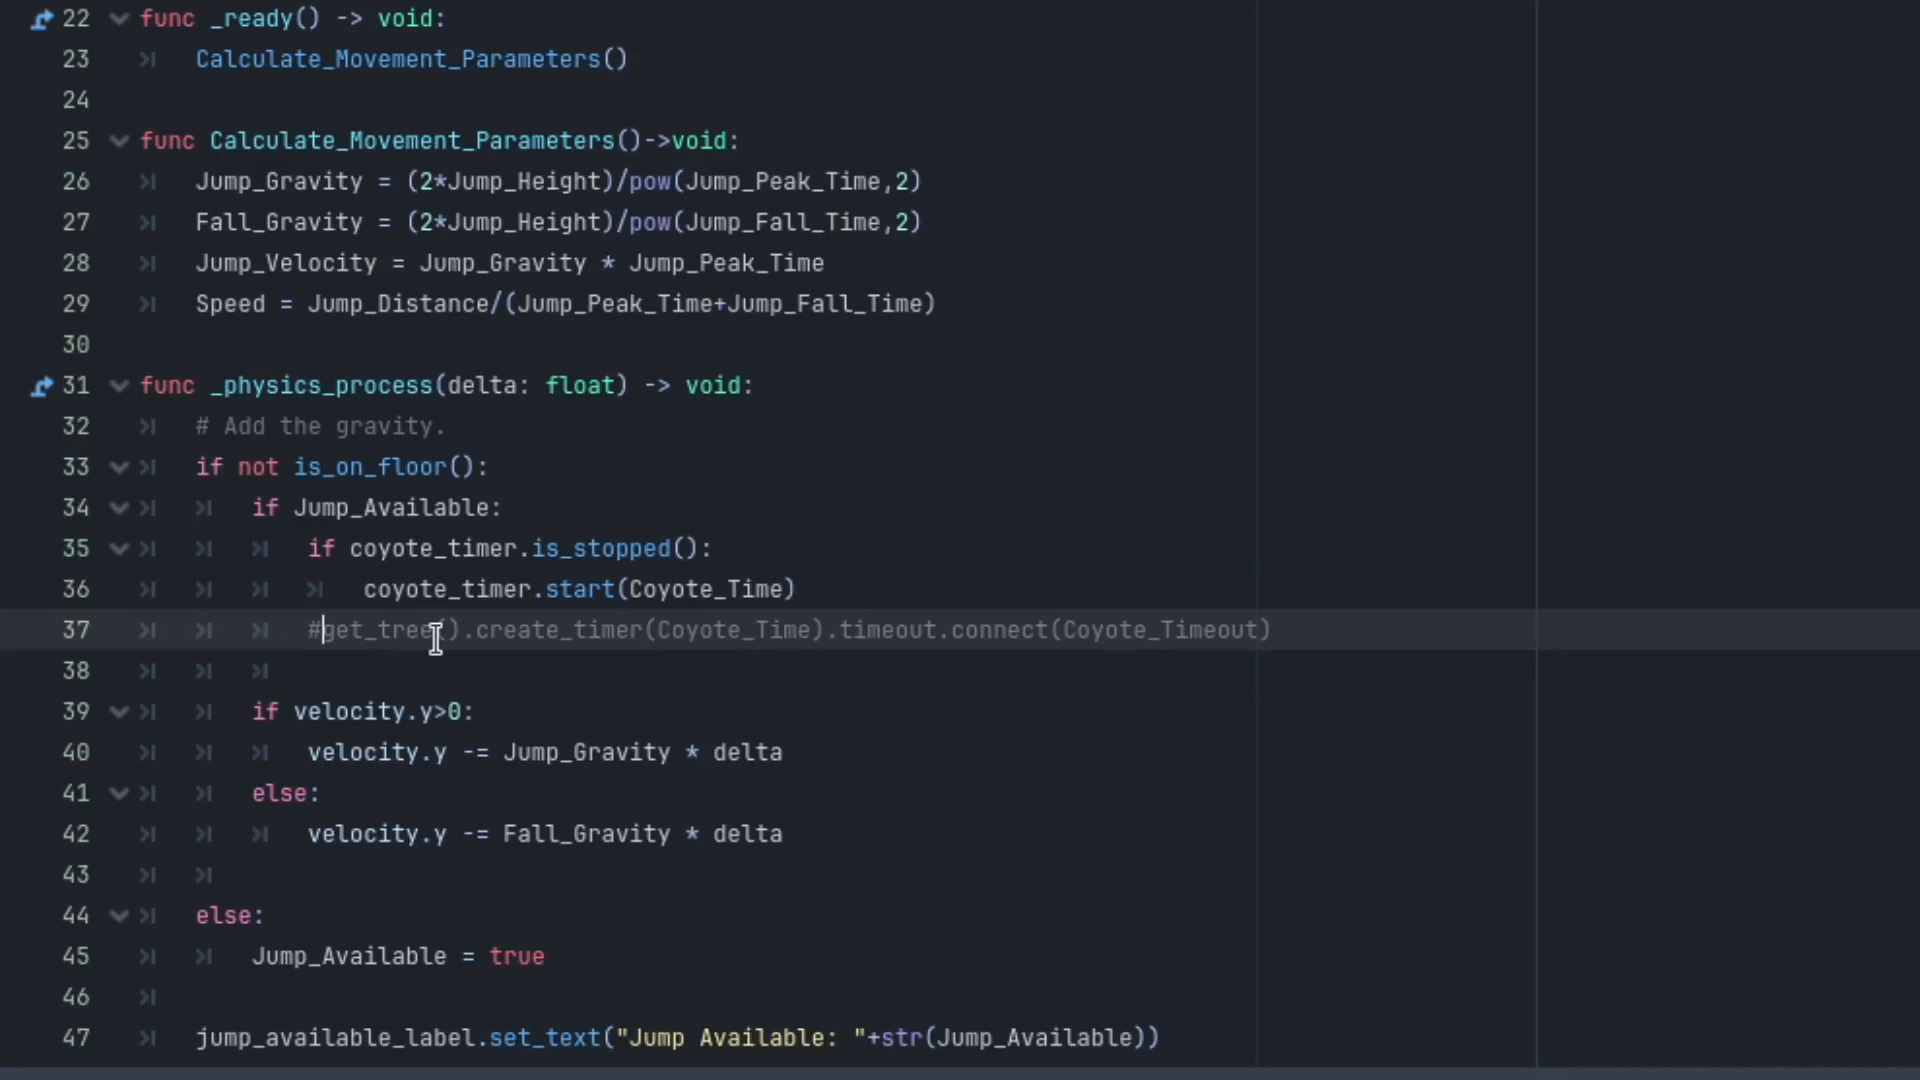 22 func _ready() -> void:
23 Calculate_Movement_Parameters()
24
25 func Calculate_Movement_Parameters()->void:
26 Jump_Gravity = (2*Jump_Height)/pow(Jump_Peak_Time,2)
27 Fall_Gravity = (2*Jump_Height)/pow(Jump_Fall_Time,2)
28 Jump_Velocity = Jump_Gravity * Jump_Peak_Time
29 Speed = Jump_Distance/(Jump_Peak_Time+Jump_Fall_Time)
30
31 func _physics_process(delta: float) -> void:
32 # Add the gravity.
33 if not is_on_floor():
34 if Jump_Available:
35 if coyote_timer.is_stopped():
36 coyote_timer.start(Coyote_Time)
37 #get_tree().create_timer(Coyote_Time).timeout.connect(Coyote_Timeout)
38
39 if velocity.y>0:
40 velocity.y -= Jump_Gravity * delta
41 else:
42 velocity.y -= Fall_Gravity * delta
43
44 else:
45 Jump_Available = true
46
47 jump_available_label.set_text("Jump Available: "+str(Jump_Available))